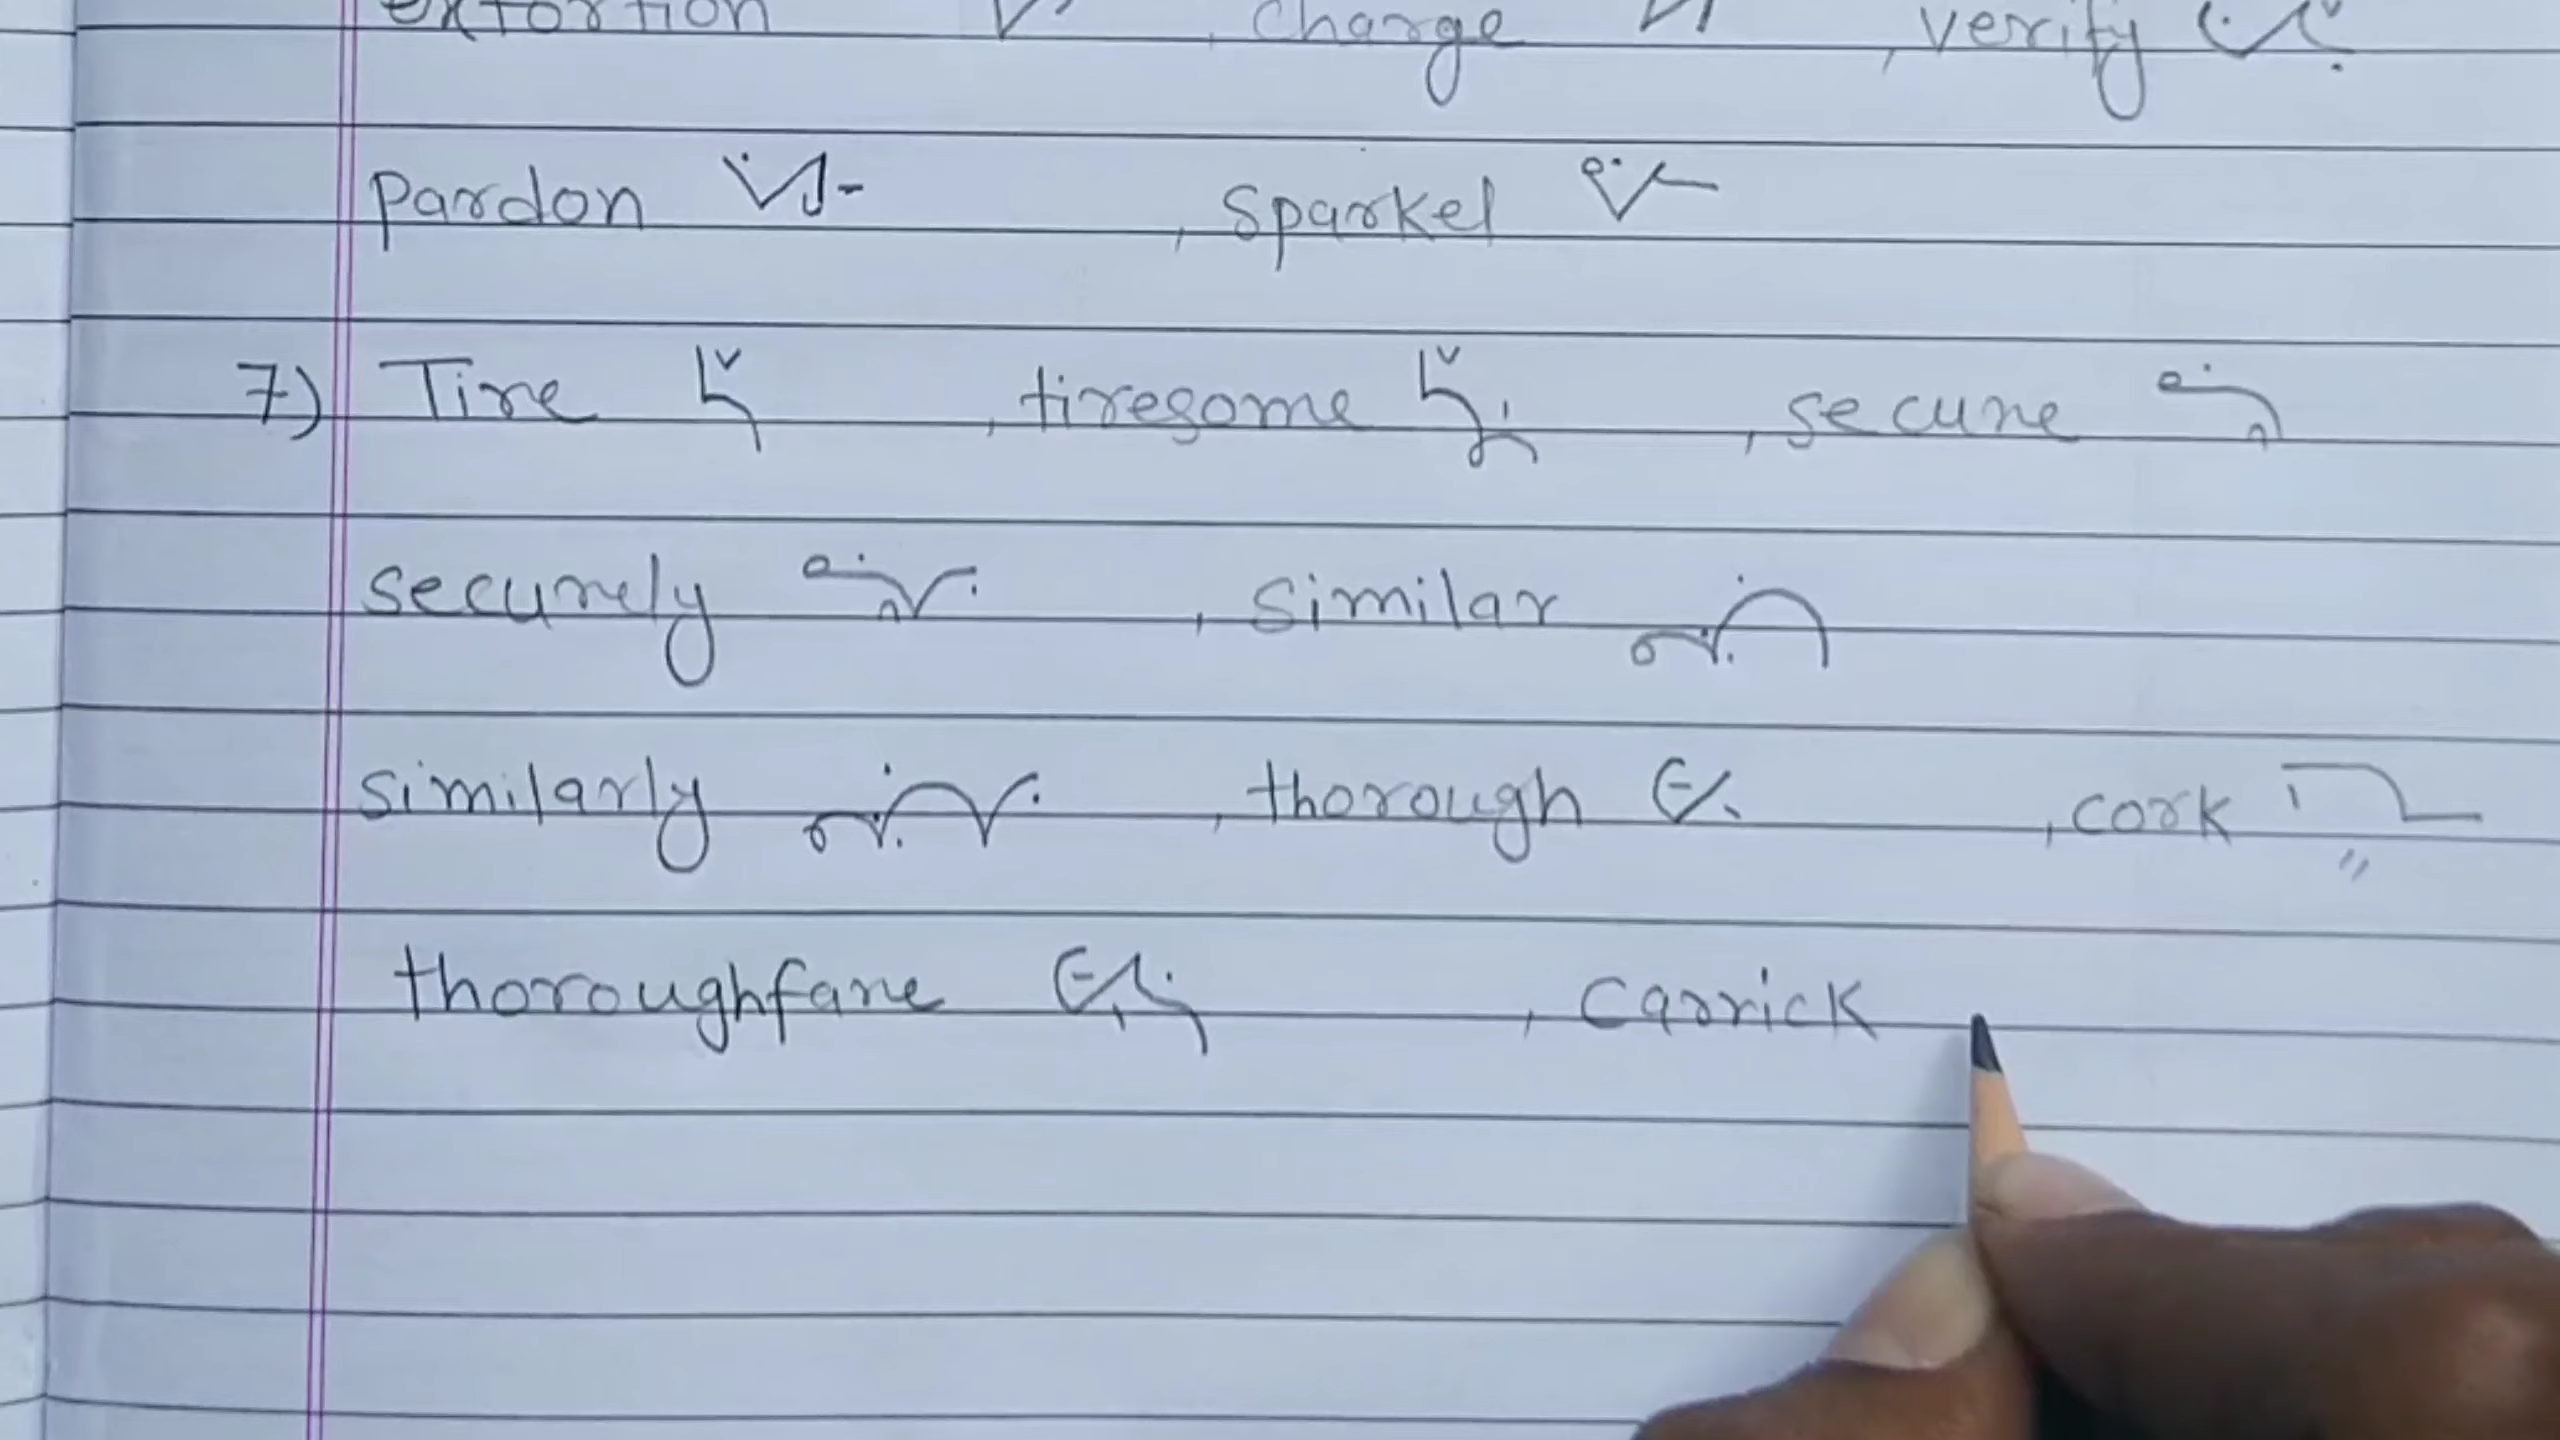 extortion , charge , verify
Pardon , Sparkel
7) Tire , tiresome , secure
securely , similar
similarly , thorough , cork "
thoroughfare , Carrick